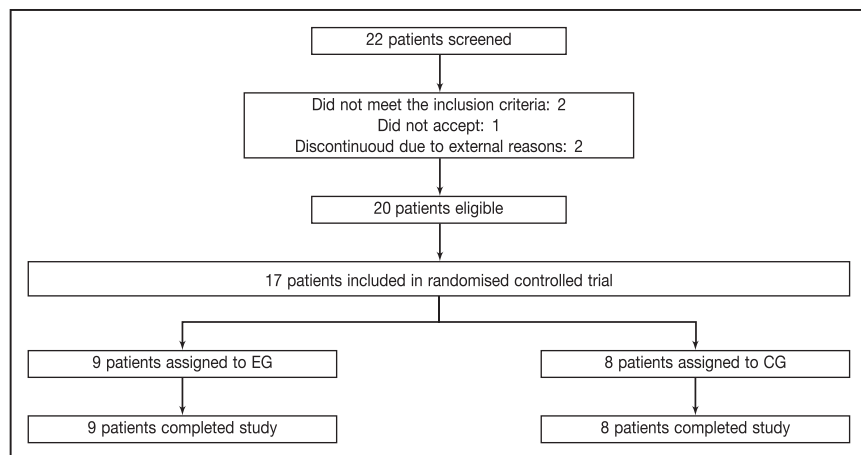 22 patients screened
Did not meet the inclusion criteria: 2
Did not accept: 1
Discontinuoud due to external reasons: 2
20 patients eligible
17 patients included in randomised controlled trial
9 patients assigned to EG
8 patients assigned to CG
9 patients completed study
8 patients completed study